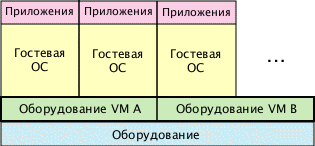 Приложения Приложения Приложения
Гостевая Гостевая Гостевая
ОС ОС ОС ...
Оборудование VM A Оборудование VM B
Оборудование